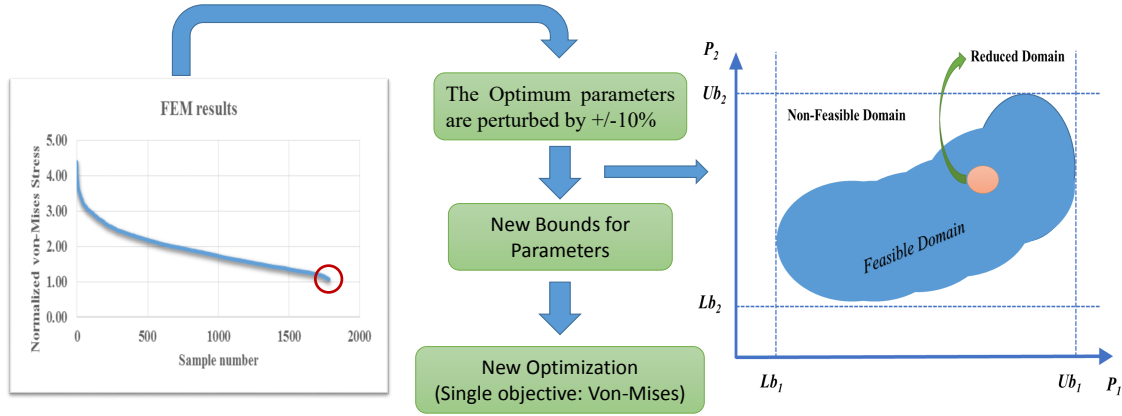 FEM results
Normalized von-Mises Stress
5.00
4.00
3.00
2.00
1.00
0.00
0
500
1000
1500
2000
Sample number
The Optimum parameters
are perturbed by +/-10%
New Bounds for
Parameters
New Optimization
(Single objective: Von-Mises)
P2
Ub2
Lb2
Reduced Domain
Non-Feasible Domain
Feasible Domain
Lb1
Ub1
P1